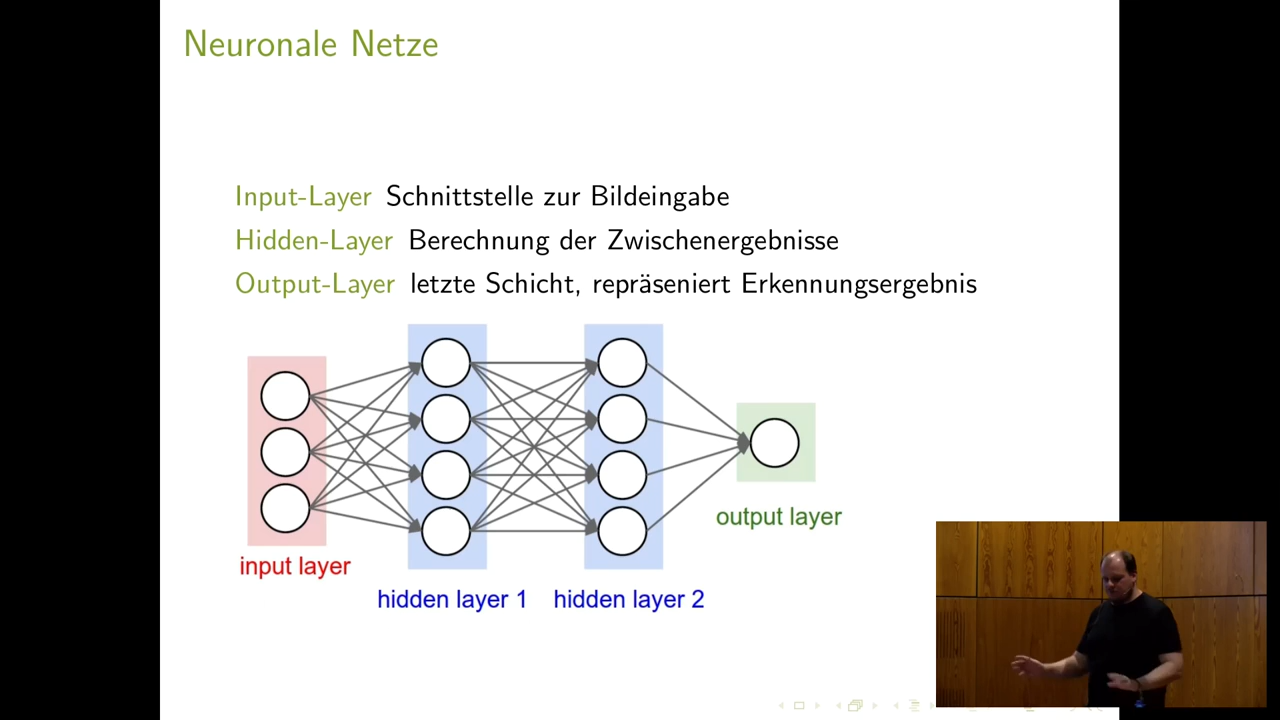 Neuronale Netze
Input-Layer Schnittstelle zur Bildeingabe
Hidden-Layer Berechnung der Zwischenergebnisse
Output-Layer letzte Schicht, repräseniert Erkennungsergebnis
input layer
hidden layer 1
hidden layer 2
output layer